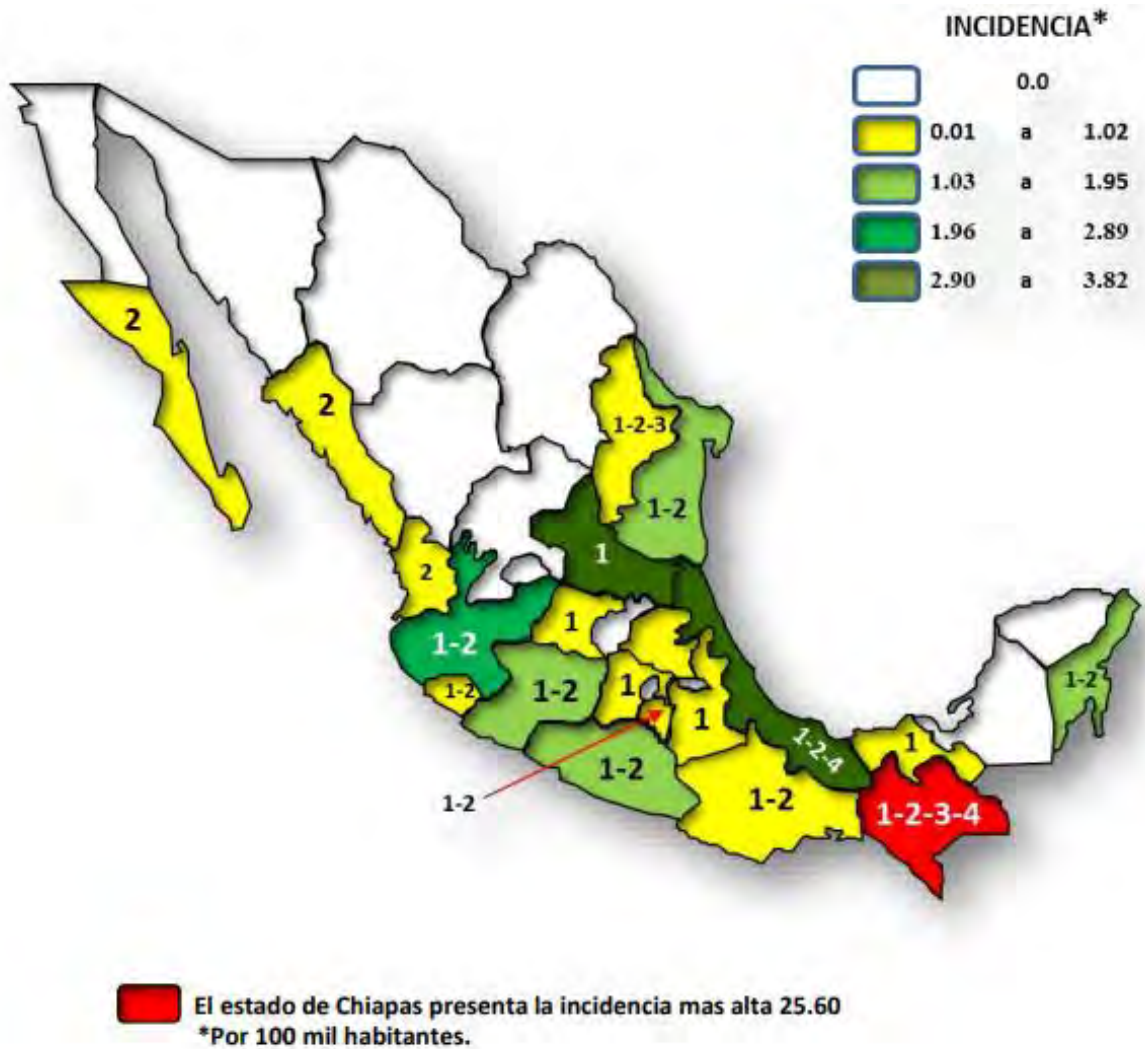 INCIDENCIA*
0.0
0.01 a 1.02
1.03 a 1.95
1.96 a 2.89
2.90 a 3.82
2
2
1-2-3
1-2
1
2
1-2
1
1-2
1-2
1-2
1
1
1-2
1-2-4
1
1-2
1-2
1-2-3-4
El estado de Chiapas presenta la incidencia mas alta 25.60
*Por 100 mil habitantes.